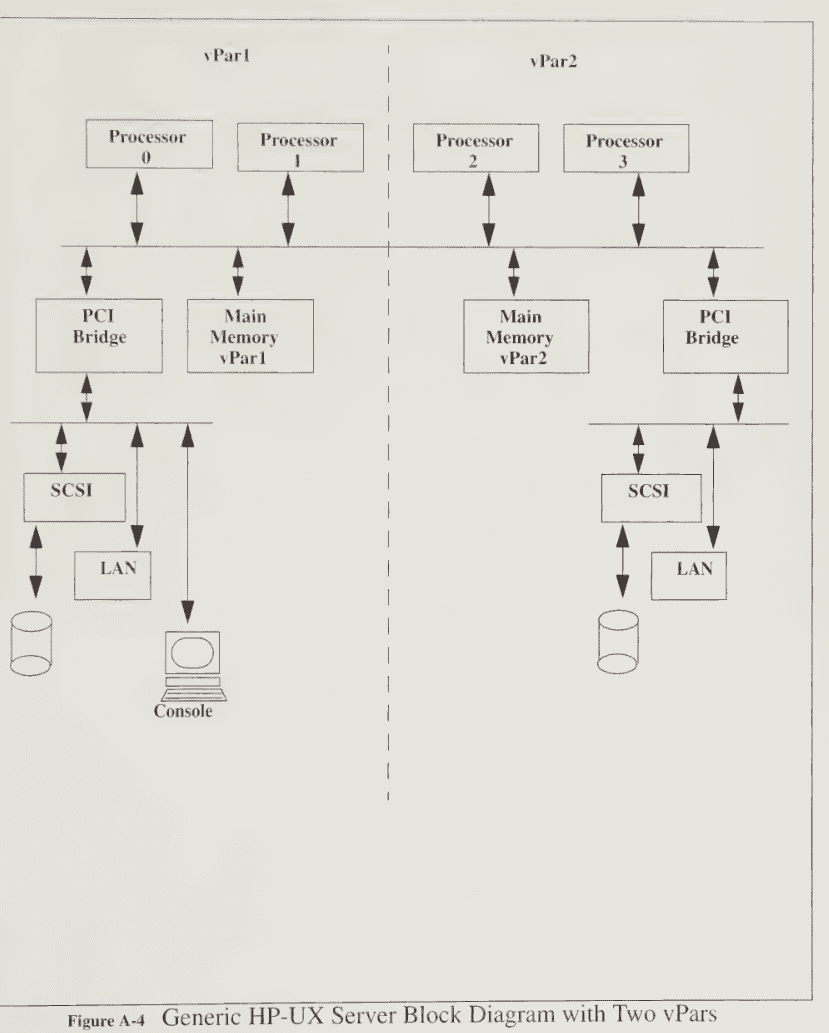 vPar1
vPar2
Processor
0
Processor
1
Processor
2
Processor
3
PCI
Bridge
Main
Memory
vPar1
Main
Memory
vPar2
PCI
Bridge
SCSI
SCSI
LAN
LAN
Console
Figure A-4 Generic HP-UX Server Block Diagram with Two vPars